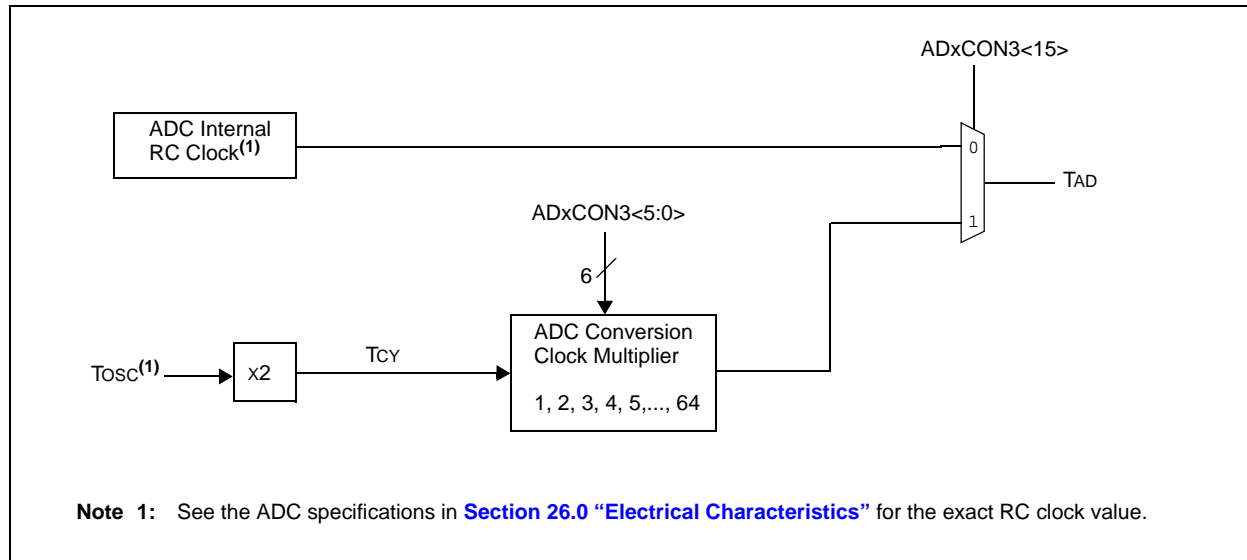 ADxCON3<15>
ADC Internal
RC Clock(1)
0
TAD
ADxCON3<5:0>
1
6
ADC Conversion
Clock Multiplier
TOSC(1)
X2
TCY
1, 2, 3, 4, 5,..., 64
Note 1: See the ADC specifications in Section 26.0 “Electrical Characteristics” for the exact RC clock value.